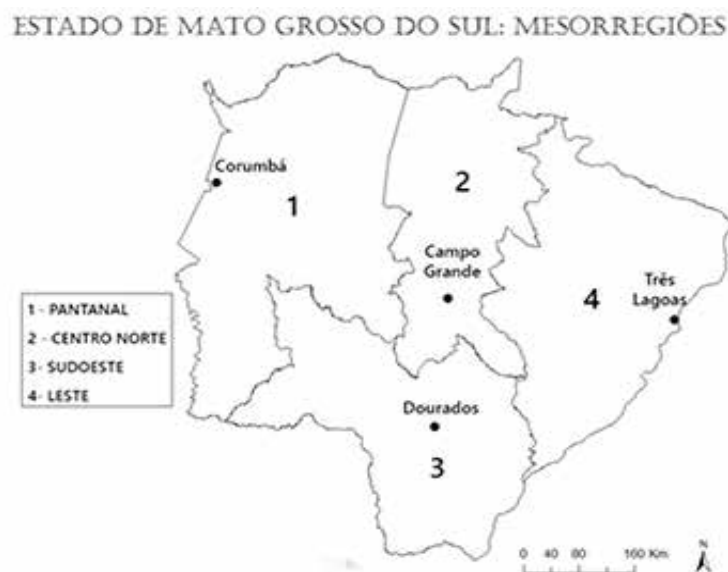 ESTADO DE MATO GROSSO DO SUL: MESORREGIÕES
Corumbá
1
2
Campo
Grande
Três
Lagoas
4
1 - PANTANAL
2 - CENTRO NORTE
3 - SUDOESTE
4- LESTE
Dourados
3
0 40 80 160 Km
N